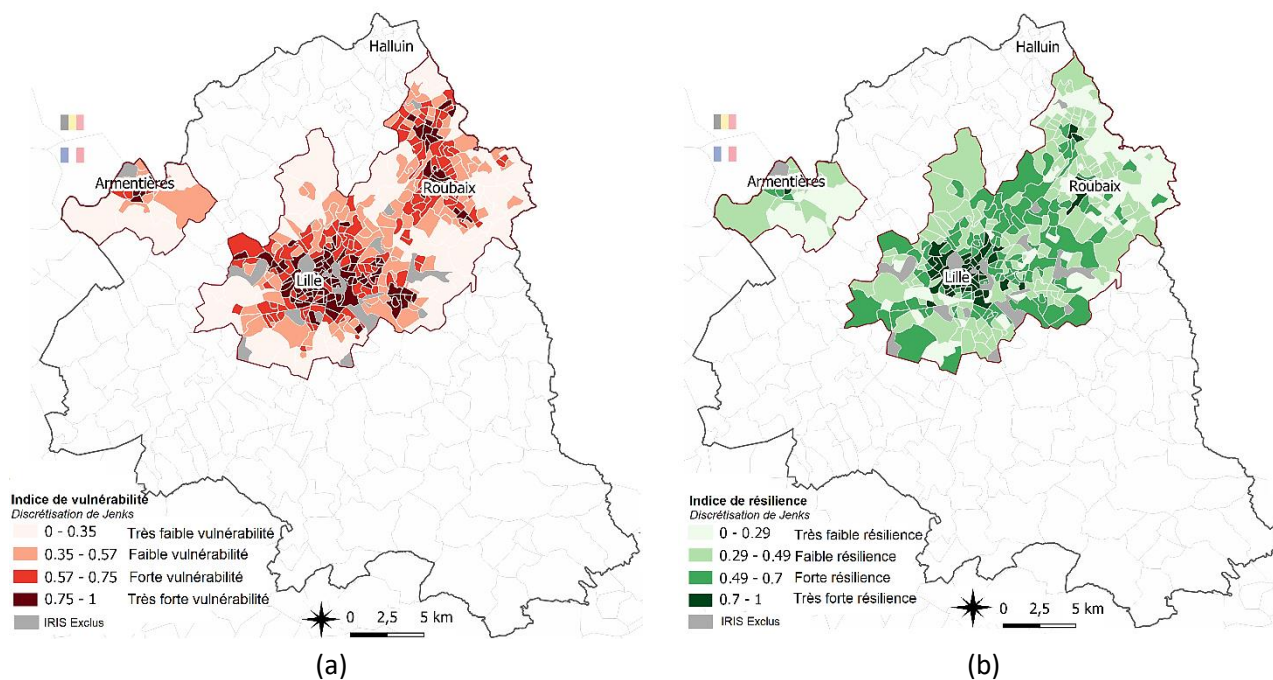 Halluin
Armentières
Roubaix
Lille
Indice de vulnérabilité
Discrétisation de Jenks
0 - 0.35 Très faible vulnérabilité
0.35 - 0.57 Faible vulnérabilité
0.57 - 0.75 Forte vulnérabilité
0.75 - 1 Très forte vulnérabilité
IRIS Exclus
0 2,5 5 km
(a)
Halluin
Armentières
Roubaix
Lille
Indice de résilience
Discrétisation de Jenks
0 - 0.29 Très faible résilience
0.29 - 0.49 Faible résilience
0.49 - 0.7 Forte résilience
0.7 - 1 Très forte résilience
IRIS Exclus
0 2,5 5 km
(b)